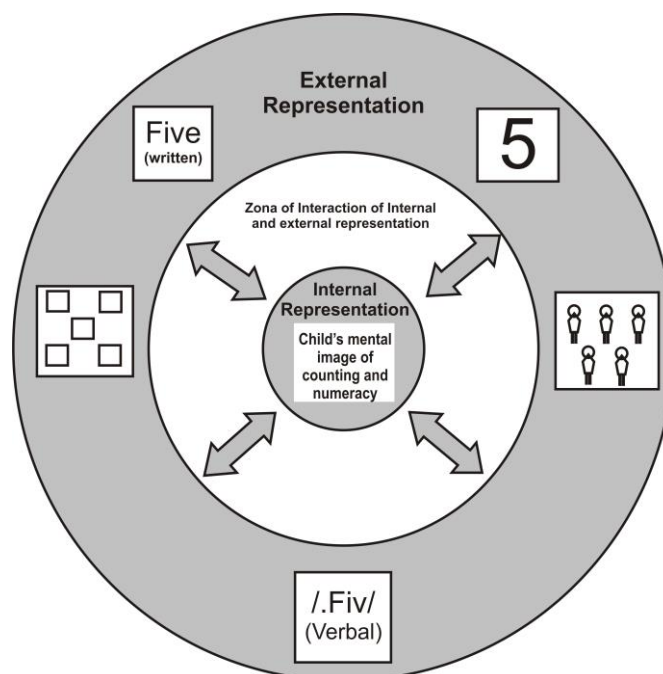 External
Representation
Five
(written)
5
Zona of Interaction of Internal
and external representation
Internal
Representation
Child's mental
image of
counting and
numeracy
/.Fiv/
(Verbal)